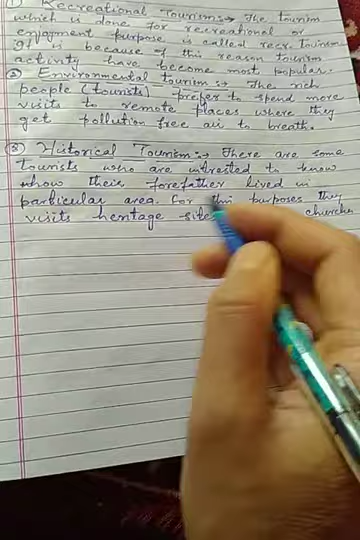 ① Recreational Tourism → The tourism
which is done for recreational or
enjoyment purpose is called recr. Tourism
It is because of this reason tourism
activity have become most popular.
② Environmental tourism :→ The rich
people (tourists) prefer to spend more
visits to remote places where they
get pollution free air to breath.
③ Historical Tourism :→ There are some
tourists who are intrested to know
how their forefather lived in
particular area. For this purposes they
visits heritage sites churches